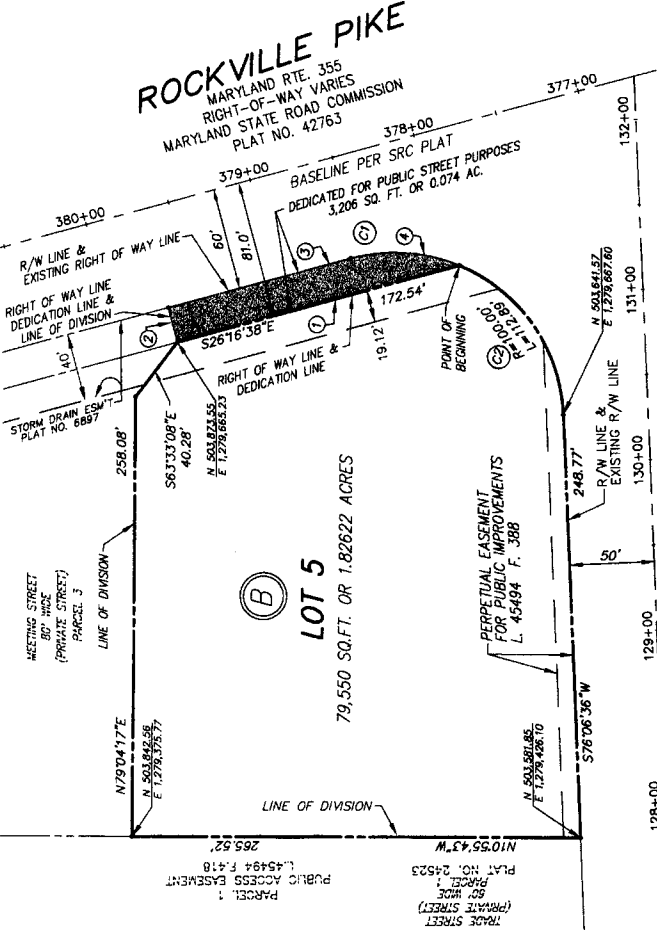 ROCKVILLE PIKE
MARYLAND RTE. 355
RIGHT-OF-WAY VARIES
MARYLAND STATE ROAD COMMISSION
PLAT NO. 42763
377+00
378+00
379+00
380+00
BASELINE PER SRC PLAT
DEDICATED FOR PUBLIC STREET PURPOSES
3,206 SQ. FT. OR 0.074 AC.
60'
81.0'
R/W LINE &
EXISTING RIGHT OF WAY LINE
RIGHT OF WAY LINE
DEDICATION LINE &
LINE OF DIVISION
40'
STORM DRAIN ESM'T
PLAT NO. 6897
2
3
C1
4
1
S26°16'38"E
172.54'
19.12'
RIGHT OF WAY LINE &
DEDICATION LINE
POINT OF
BEGINNING
C2
R=100.00'
L=112.89'
N 503,641.57
E 1,279,667.60
132+00
131+00
130+00
129+00
128+00
R/W LINE &
EXISTING R/W LINE
248.77'
50'
S76°06'36"W
PERPETUAL EASEMENT
FOR PUBLIC IMPROVEMENTS
L. 45494 F. 388
N 503,873.55
E 1,279,665.23
S63°33'08"E
40.28'
258.08'
LINE OF DIVISION
MEETING STREET
80' WIDE
(PRIVATE STREET)
PARCEL 3
N79°04'17"E
N 503,842.56
E 1,279,375.77
B
LOT 5
79,550 SQ.FT. OR 1.82622 ACRES
N 503,581.85
E 1,279,426.10
LINE OF DIVISION
265.52'
N10°55'43"W
PARCEL 1
PUBLIC ACCESS EASEMENT
L.45494 F.418
TRADE STREET
(PRIVATE STREET)
60' WIDE
PARCEL 1
PLAT NO. 24523